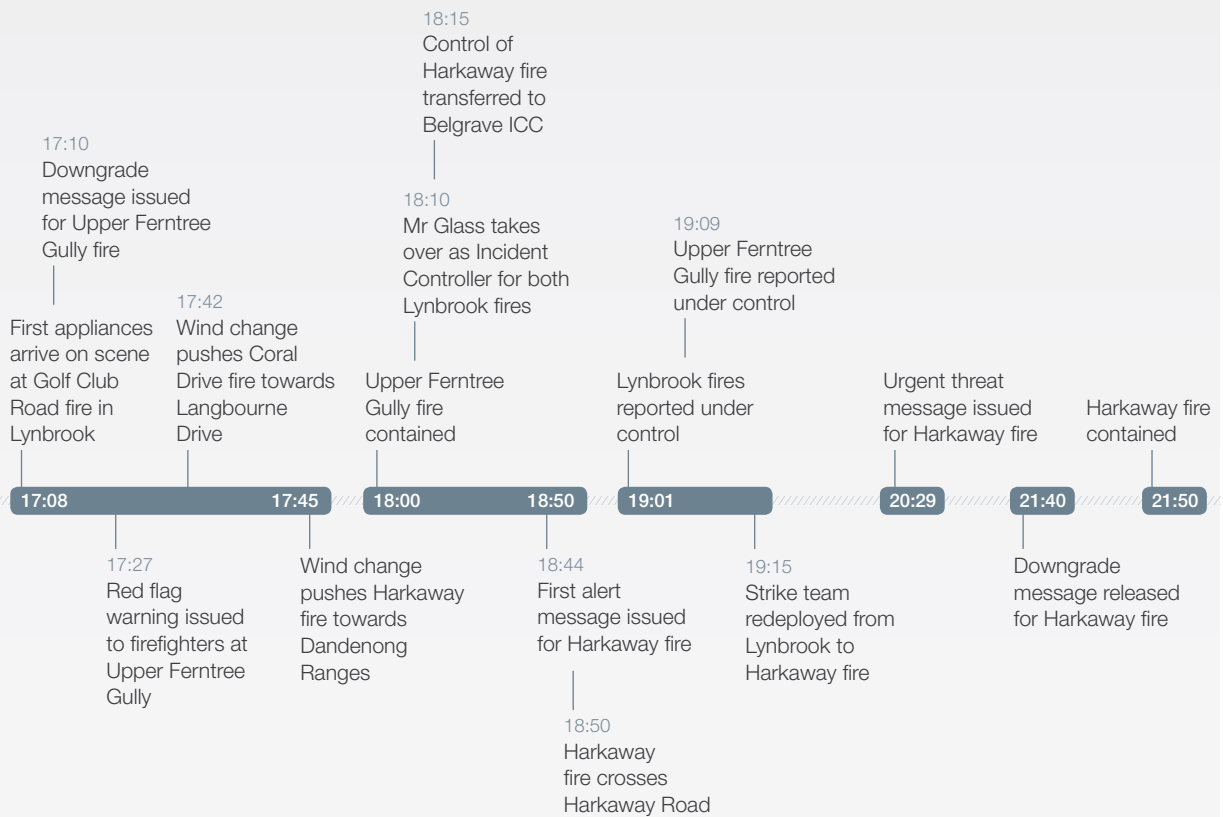 18:15
Control of
Harkaway fire
transferred to
Belgrave ICC
17:10
Downgrade
message issued
for Upper Ferntree
Gully fire
18:10
Mr Glass takes
over as Incident
Controller for both
Lynbrook fires
19:09
Upper Ferntree
Gully fire reported
under control
First appliances
arrive on scene
at Golf Club
Road fire in
Lynbrook
17:42
Wind change
pushes Coral
Drive fire towards
Langbourne
Drive
Upper Ferntree
Gully fire
contained
Lynbrook fires
reported under
control
Urgent threat
message issued
for Harkaway fire
Harkaway fire
contained
17:08
17:45
18:00
18:50
19:01
20:29
21:40
21:50
17:27
Red flag
warning issued
to firefighters at
Upper Ferntree
Gully
Wind change
pushes Harkaway
fire towards
Dandenong
Ranges
18:44
First alert
message issued
for Harkaway fire
18:50
Harkaway
fire crosses
Harkaway Road
19:15
Strike team
redeployed from
Lynbrook to
Harkaway fire
Downgrade
message released
for Harkaway fire